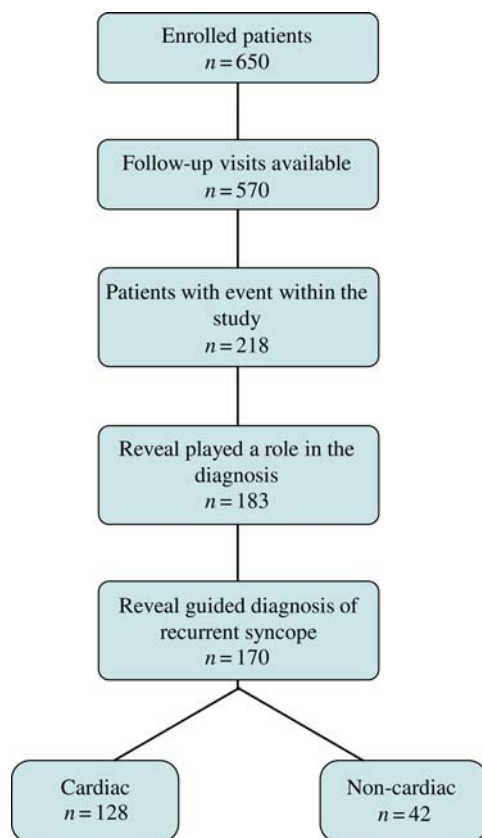 Enrolled patients
n = 650
Follow-up visits available
n = 570
Patients with event within the
study
n = 218
Reveal played a role in the
diagnosis
n = 183
Reveal guided diagnosis of
recurrent syncope
n = 170
Cardiac
n = 128
Non-cardiac
n = 42